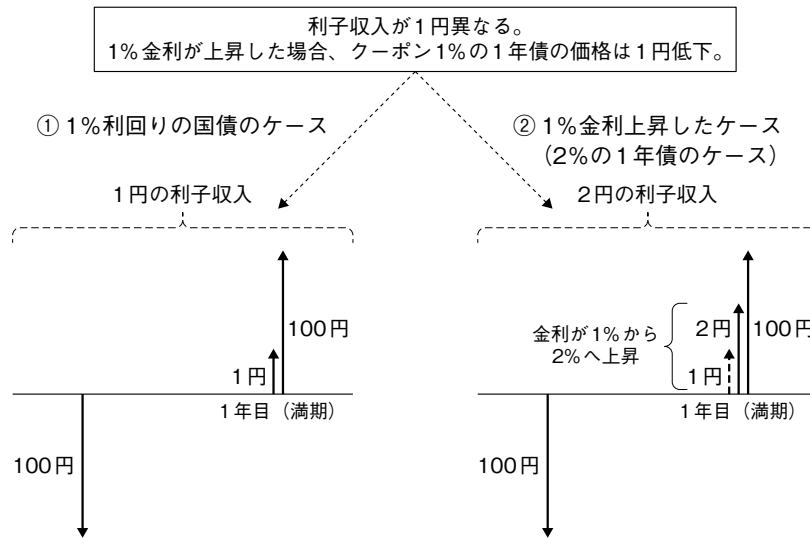 利子収入が1円異なる。
1％金利が上昇した場合、クーポン1％の1年債の価格は1円低下。
① 1％利回りの国債のケース
② 1％金利上昇したケース
（2％の1年債のケース）
1円の利子収入
2円の利子収入
100円
1円
1年目（満期）
100円
金利が1％から
2％へ上昇
2円
100円
1円
1年目（満期）
100円